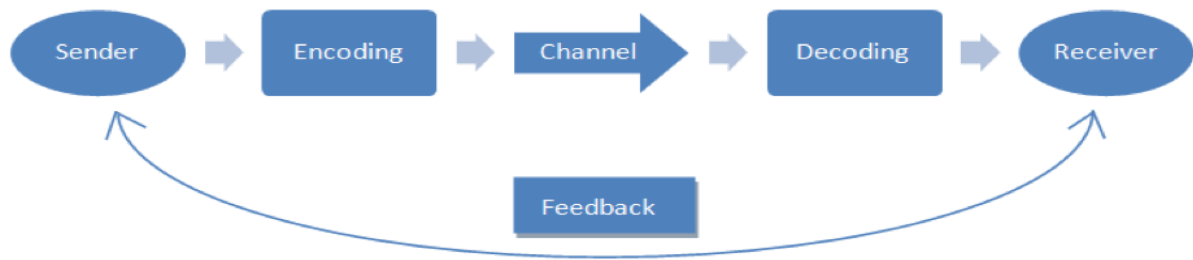 Sender
Encoding
Channel
Decoding
Receiver
Feedback